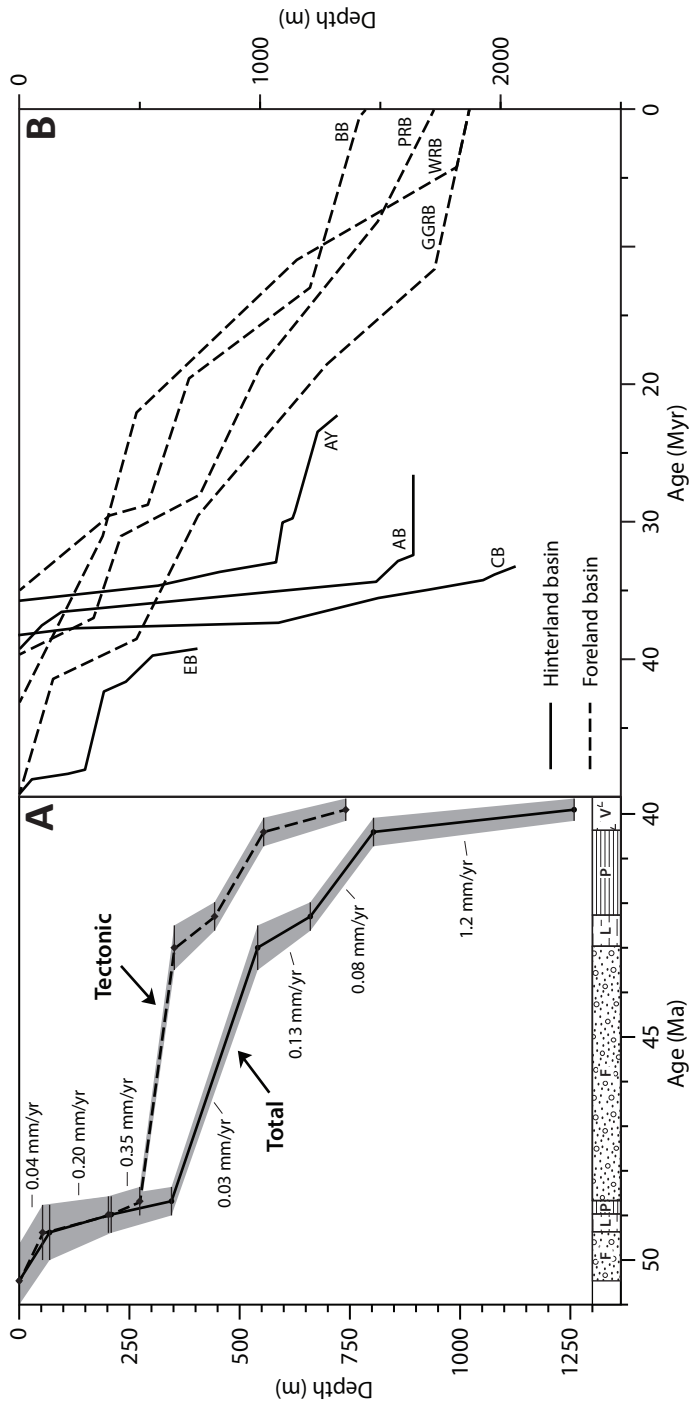 A
Depth (m)
0
250
500
750
1000
1250
Tectonic
Total
0.04 mm/yr
0.20 mm/yr
0.35 mm/yr
0.03 mm/yr
0.13 mm/yr
0.08 mm/yr
1.2 mm/yr
F
L
P
F
L
P
V
50
45
40
Age (Ma)
B
Depth (m)
0
1000
2000
BB
PRB
WRB
GGRB
AY
AB
CB
EB
Hinterland basin
Foreland basin
40
30
20
0
Age (Myr)